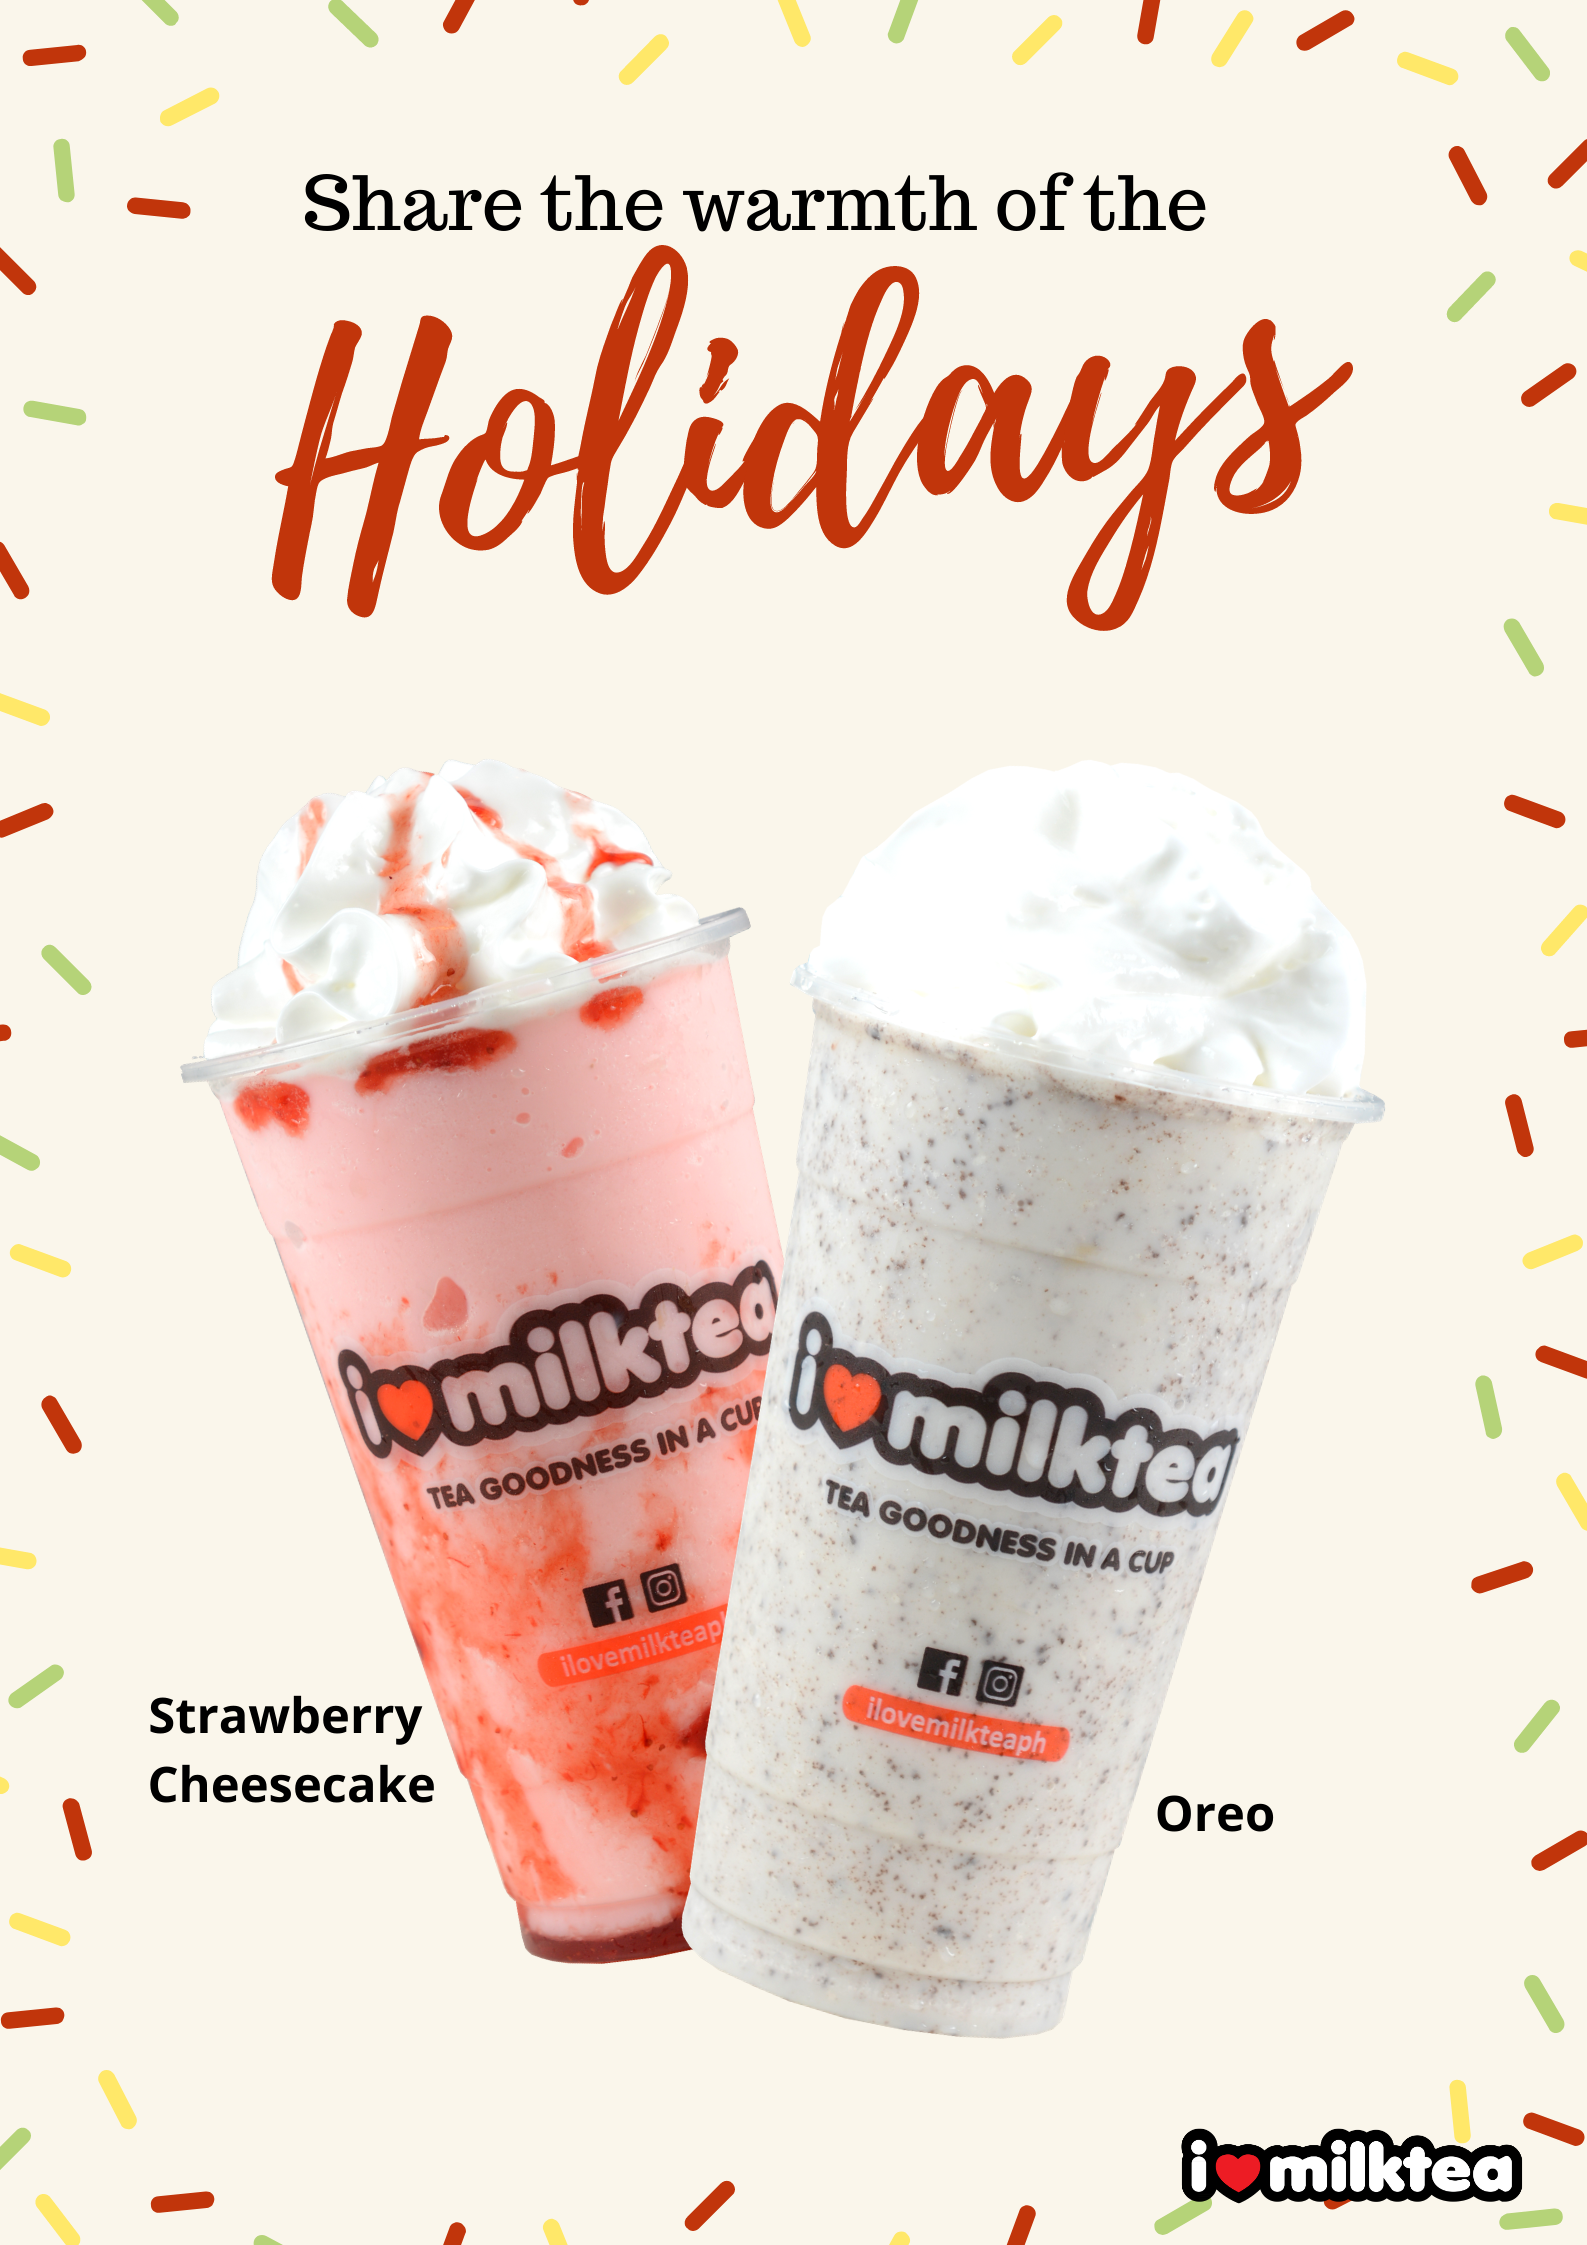 Share the warmth of the
Holidays
i milktea
TEA GOODNESS IN A CUP
ilovemilkteap
i milktea
TEA GOODNESS IN A CUP
ilovemilkteaph
Strawberry
Cheesecake
Oreo
i milktea